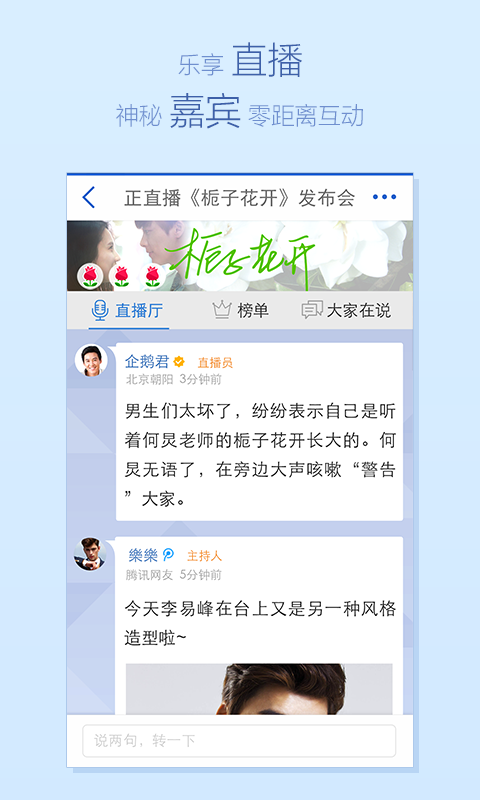 乐享 直播
神秘 嘉宾 零距离互动
正直播《栀子花开》发布会
栀子花开
直播厅 榜单 大家在说
企鹅君 直播员
北京朝阳 3分钟前
男生们太坏了，纷纷表示自己是听
着何炅老师的栀子花开长大的。何
炅无语了，在旁边大声咳嗽“警告
”大家。
樂樂 主持人
腾讯网友 5分钟前
今天李易峰在台上又是另一种风格
造型啦~
说两句，转一下